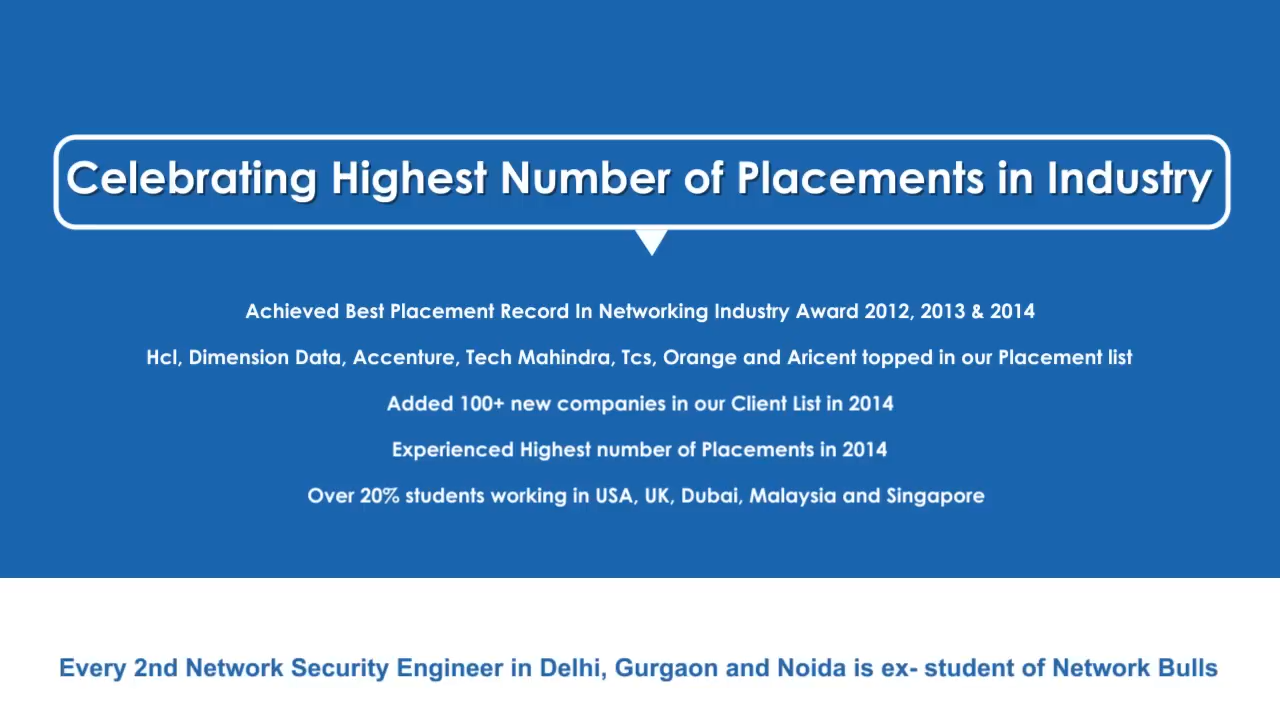 Celebrating Highest Number of Placements in Industry
Achieved Best Placement Record In Networking Industry Award 2012, 2013 & 2014
Hcl, Dimension Data, Accenture, Tech Mahindra, Tcs, Orange and Aricent topped in our Placement list
Added 100+ new companies in our Client List in 2014
Experienced Highest number of Placements in 2014
Over 20% students working in USA, UK, Dubai, Malaysia and Singapore
Every 2nd Network Security Engineer in Delhi, Gurgaon and Noida is ex- student of Network Bulls